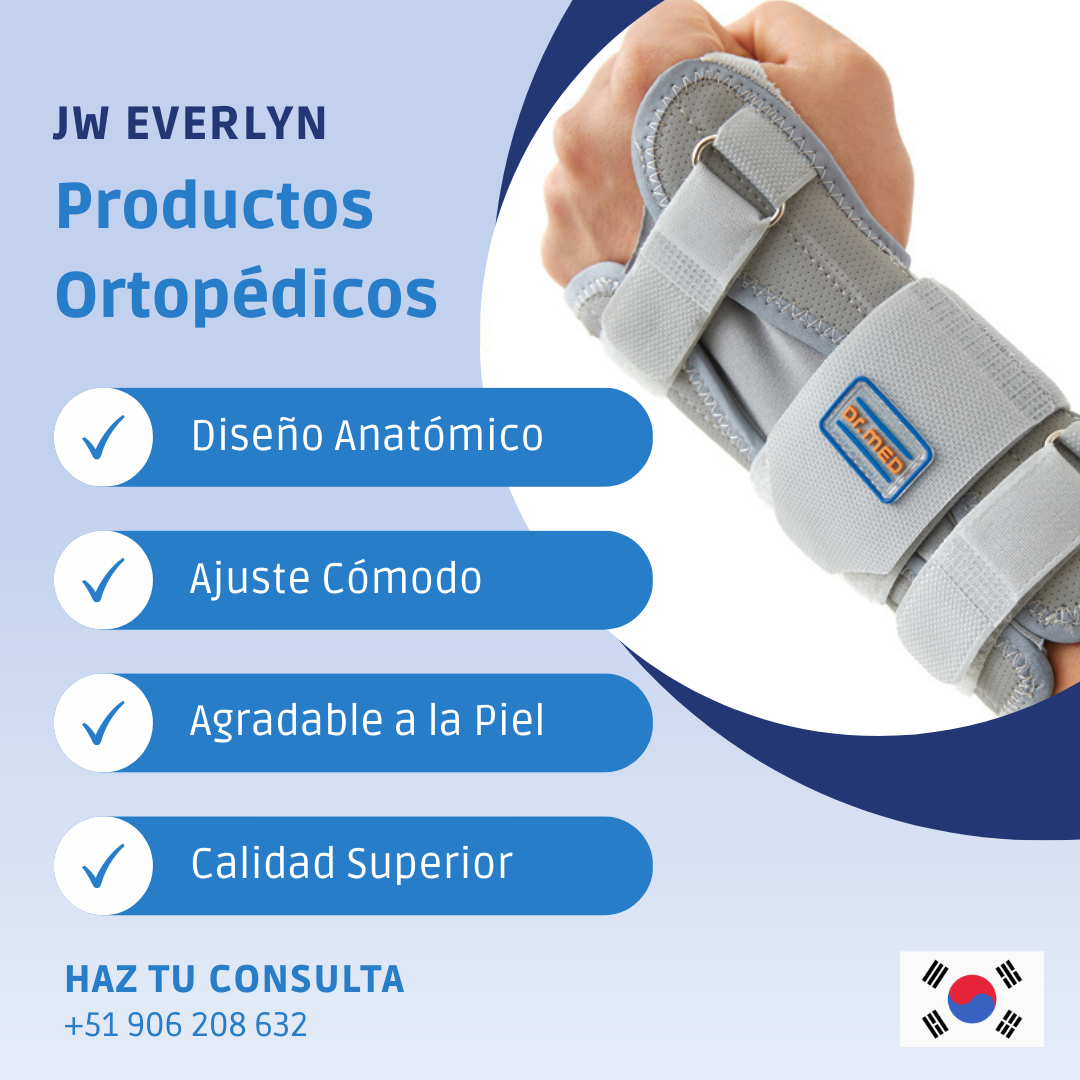 JW EVERLYN
Productos
Ortopédicos
Diseño Anatómico
Ajuste Cómodo
Agradable a la Piel
Calidad Superior
HAZ TU CONSULTA
+51 906 208 632
Dr.MED